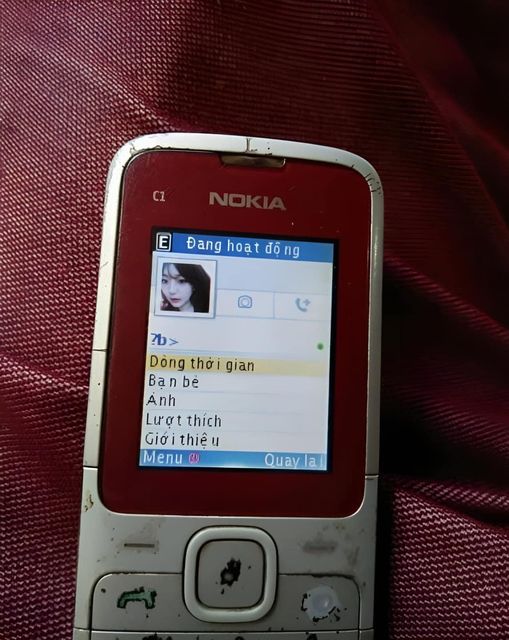 C1 NOKIA
E Đang hoạt động
?b>
Dòng thời gian
Bạn bè
Ảnh
Lượt thích
Giới thiệu
Menu Quay lại